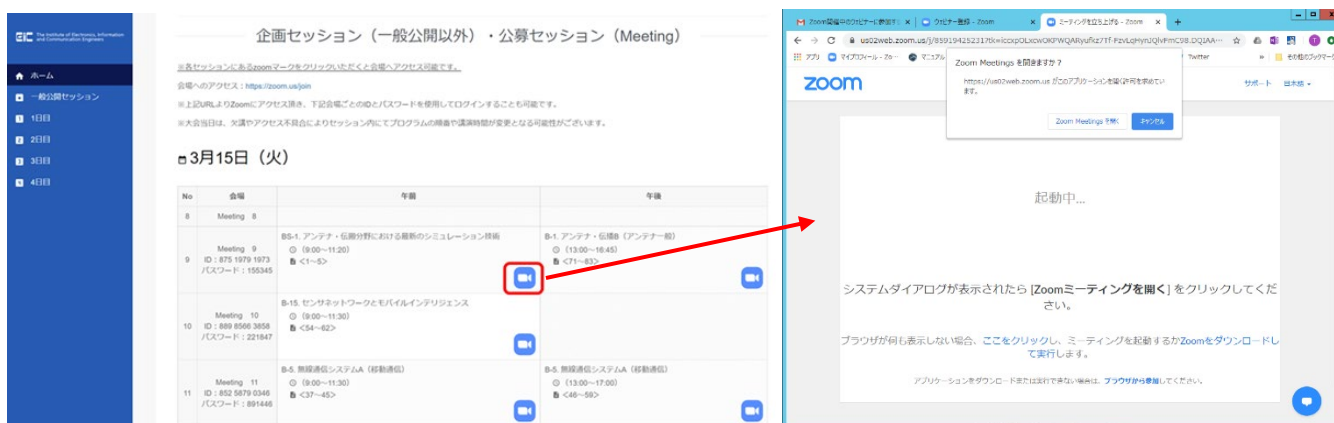 The Institute of Electronics, Information
and Communication Engineers
ホーム
一般公開セッション
1日目
2日目
3日目
4日目
企画セッション（一般公開以外）・公募セッション（Meeting）
※各セッションにあるzoomマークをクリックいただくと会場へアクセス可能です。
会場へのアクセス：https://zoom.us/join
※上記URLよりZoomにアクセス頂き、下記会場ごとのIDとパスワードを使用してログインすることも可能です。
※大会当日は、欠講やアクセス不具合によりセッション内にてプログラムの順番や講演時間が変更となる可能性がございます。
3月15日（火）
No 会場 午前 午後
8 Meeting 8
BS-1. アンテナ・伝搬分野における最新のシミュレーション技術 B-1. アンテナ・伝播B（アンテナ一般）
Meeting 9 （9:00〜11:20） （13:00〜16:45）
9 ID：875 1979 1973 <1〜5> <71〜83>
パスワード：155345
B-15. センサネットワークとモバイルインテリジェンス
Meeting 10 （9:00〜11:30）
10 ID：889 8566 3858 <54〜62>
パスワード：221847
B-5. 無線通信システムA（移動通信） B-5. 無線通信システムA（移動通信）
Meeting 11 （9:00〜11:30） （13:00〜17:00）
11 ID：852 5879 0346 <37〜45> <46〜59>
パスワード：891446
Zoom開催中のウェビナーに参加す
ウェビナー登録 - Zoom
ミーティングを立ち上げる - Zoom
アプリ
Twitter
その他のブックマーク
Zoom Meetings を開きますか？
https://us02web.zoom.us がこのアプリケーションを開く許可を求めてい
ます。
Zoom Meetings を開く キャンセル
zoom
サポート 日本語
起動中...
システムダイアログが表示されたら [Zoomミーティングを開く] をクリックしてくだ
さい。
ブラウザが何も表示しない場合、ここをクリックし、ミーティングを起動するかZoomをダウンロードし
て実行します。
アプリケーションをダウンロードまたは実行できない場合は、ブラウザから参加してください。